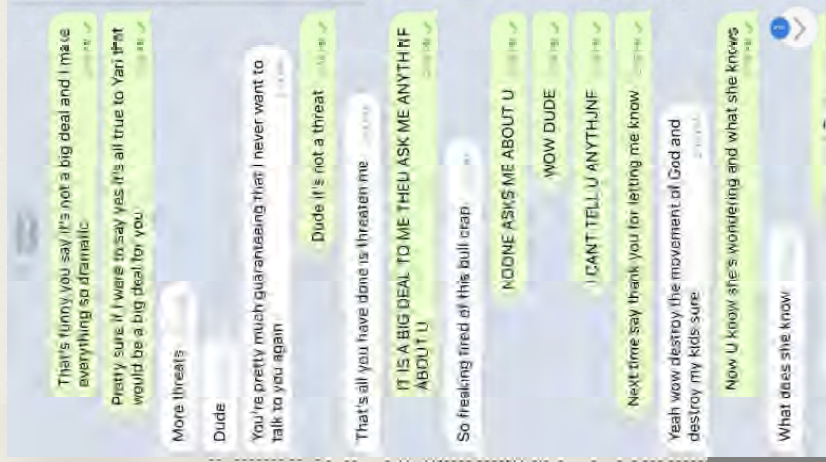 That's funny you say it's not a big deal and I make
everything so dramatic
Pretty sure if I were to say yes it's all true to Yari that
would be a big deal for you
More threats
Dude
You're pretty much guaranteeing that I never want to
talk to you again
Dude it's not a threat
That's all you have done is threaten me
IT IS A BIG DEAL TO ME THEU ASK ME ANYTH NF
ABOUT U
So freaking tired of this bull crap
NOONE ASKS ME ABOUT U
WOW DUDE
I CANT TELL U ANYTHJNF
Next time say thank you for letting me know
Yeah wow destroy the movement of God and
destroy my kids sure
Now U know she's wondering and what she knows
What does she know